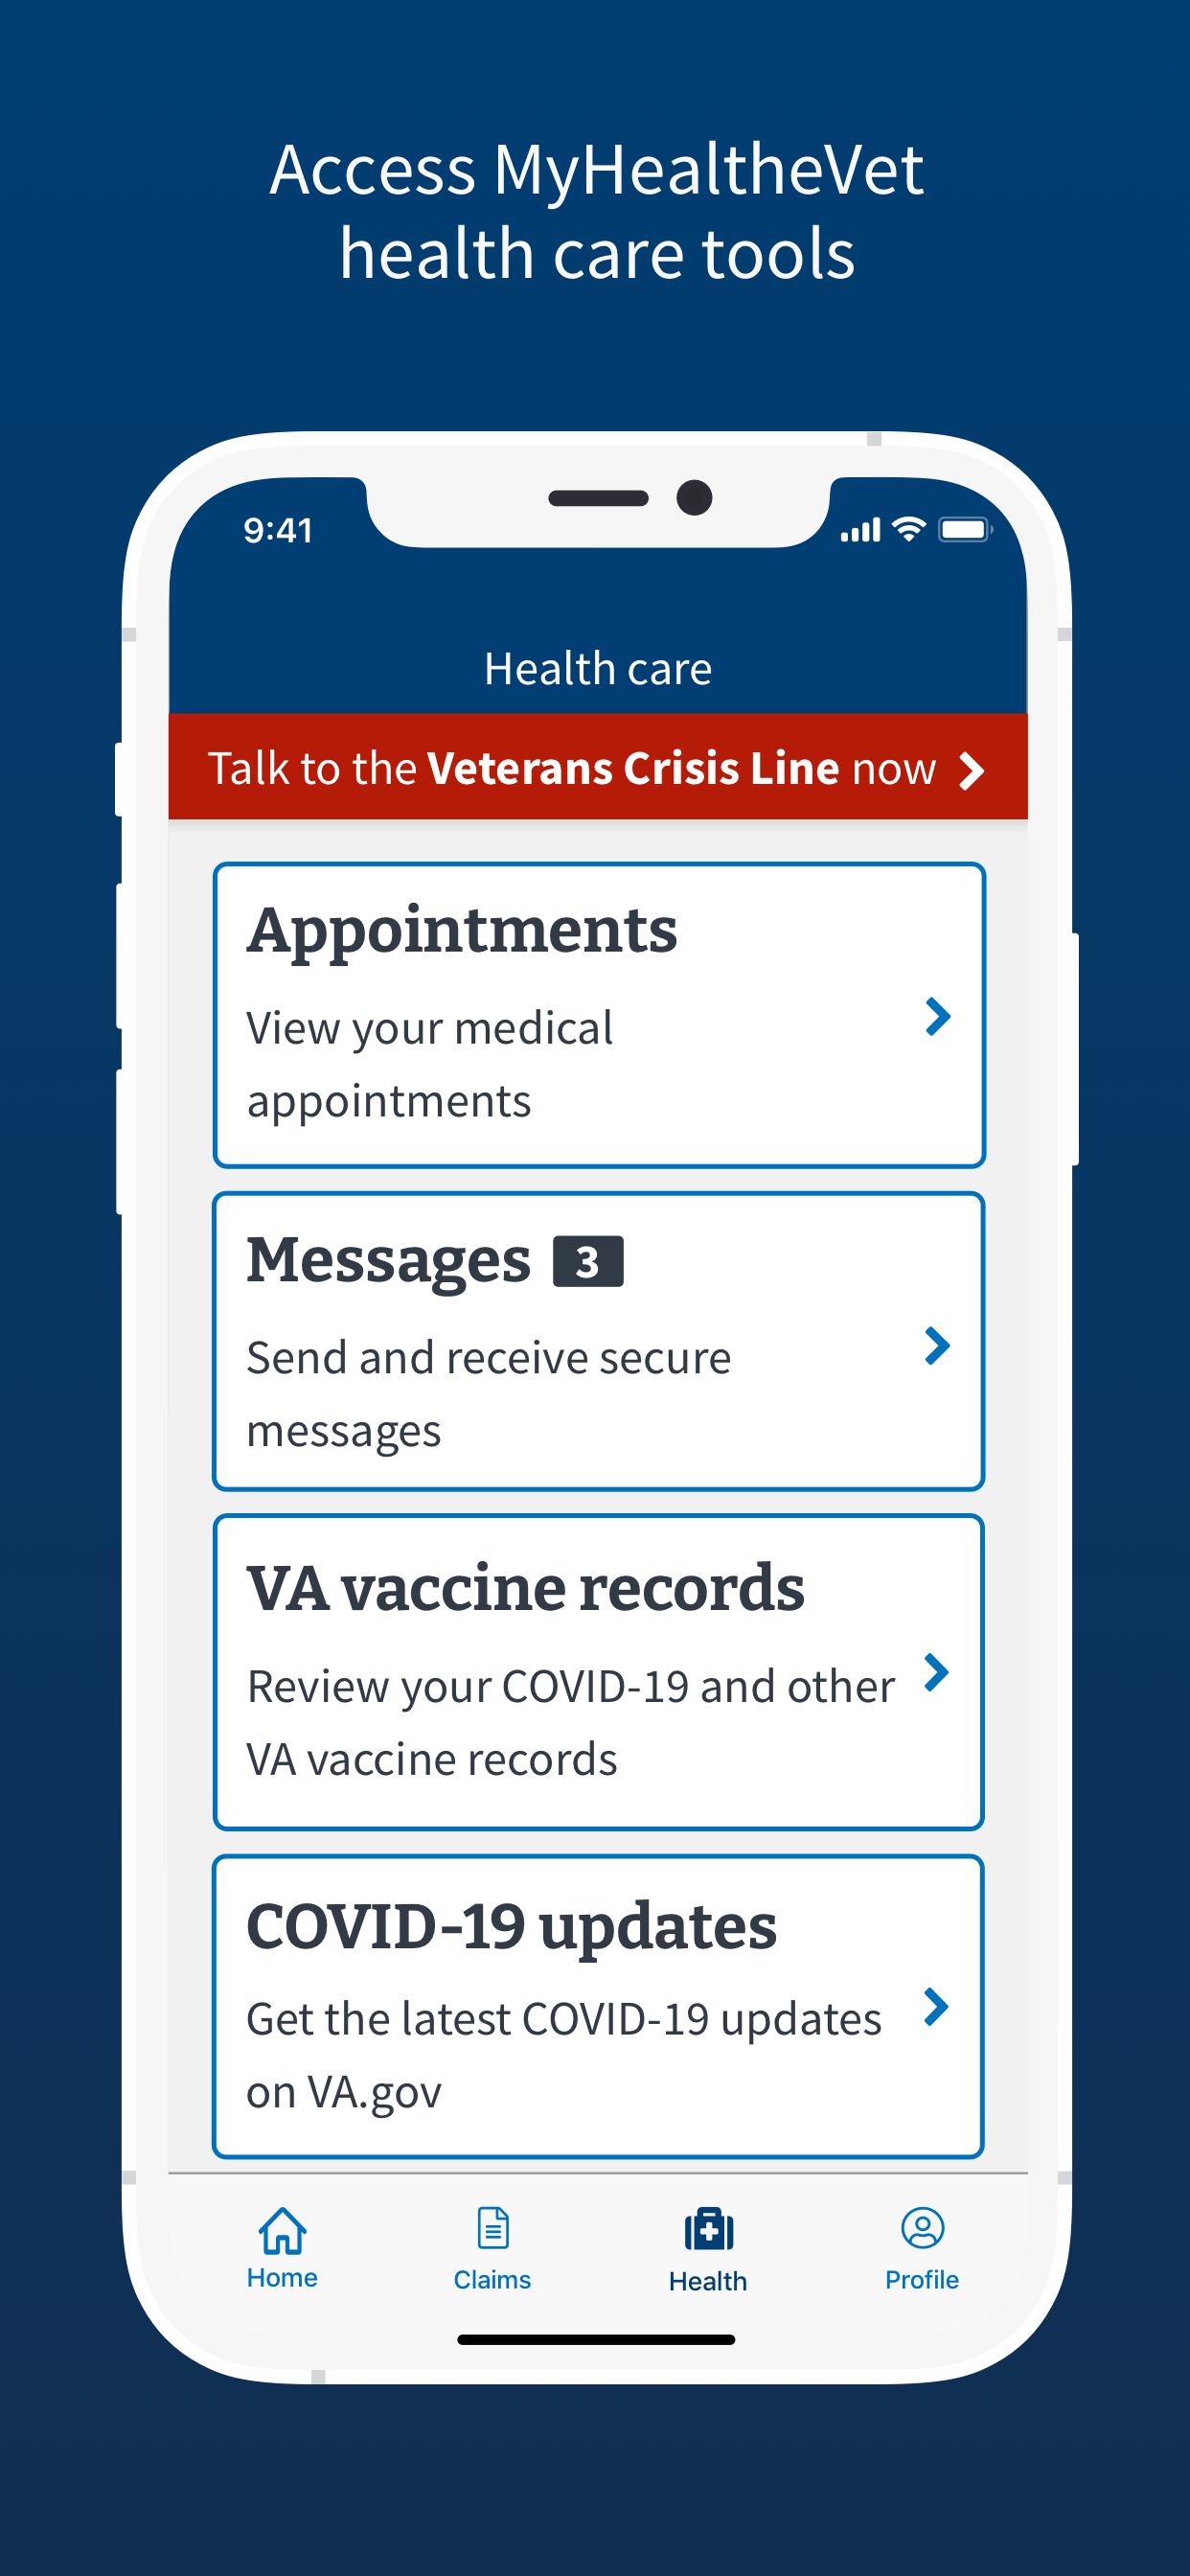 Access MyHealtheVet
health care tools
9:41
Health care
Talk to the Veterans Crisis Line now
Appointments
View your medical
appointments
Messages 3
Send and receive secure
messages
VA vaccine records
Review your COVID-19 and other
VA vaccine records
COVID-19 updates
Get the latest COVID-19 updates
on VA.gov
Home Claims Health Profile